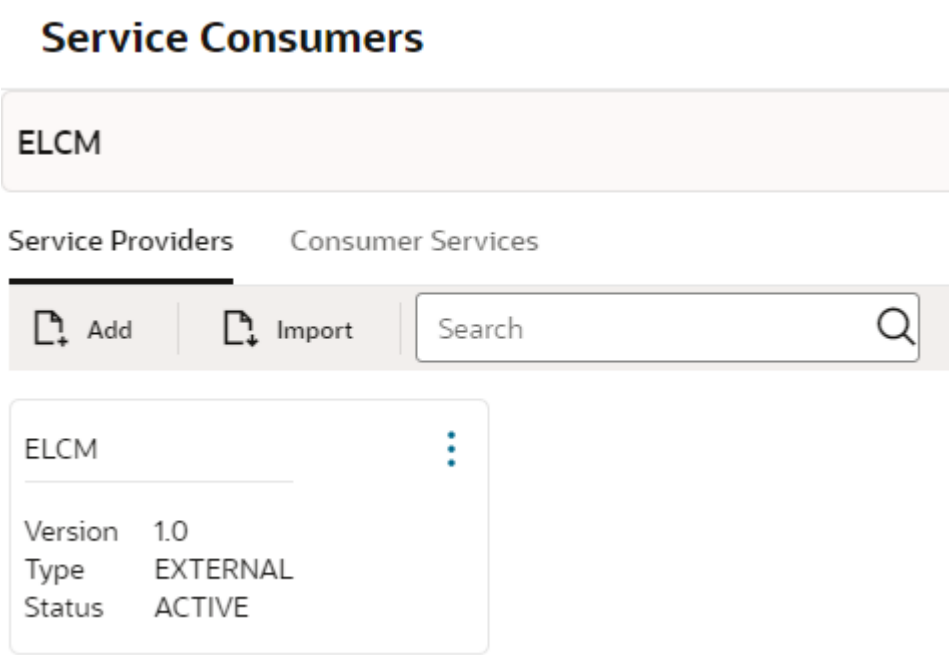 Service Consumers
ELCM
Service Providers Consumer Services
Add Import Search
ELCM
Version 1.0
Type EXTERNAL
Status ACTIVE